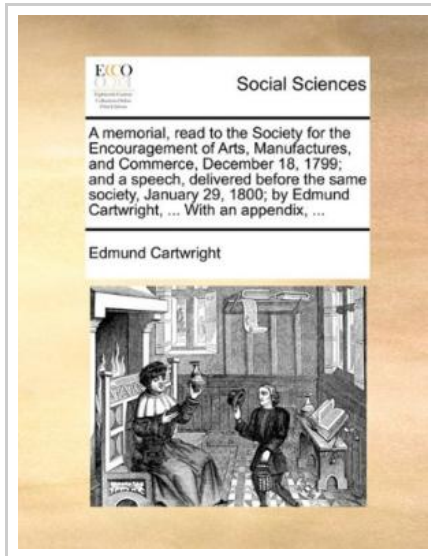 ECCO
Social Sciences
A memorial, read to the Society for the
Encouragement of Arts, Manufactures,
and Commerce, December 18, 1799;
and a speech, delivered before the same
society, January 29, 1800; by Edmund
Cartwright, ... With an appendix, ...
Edmund Cartwright